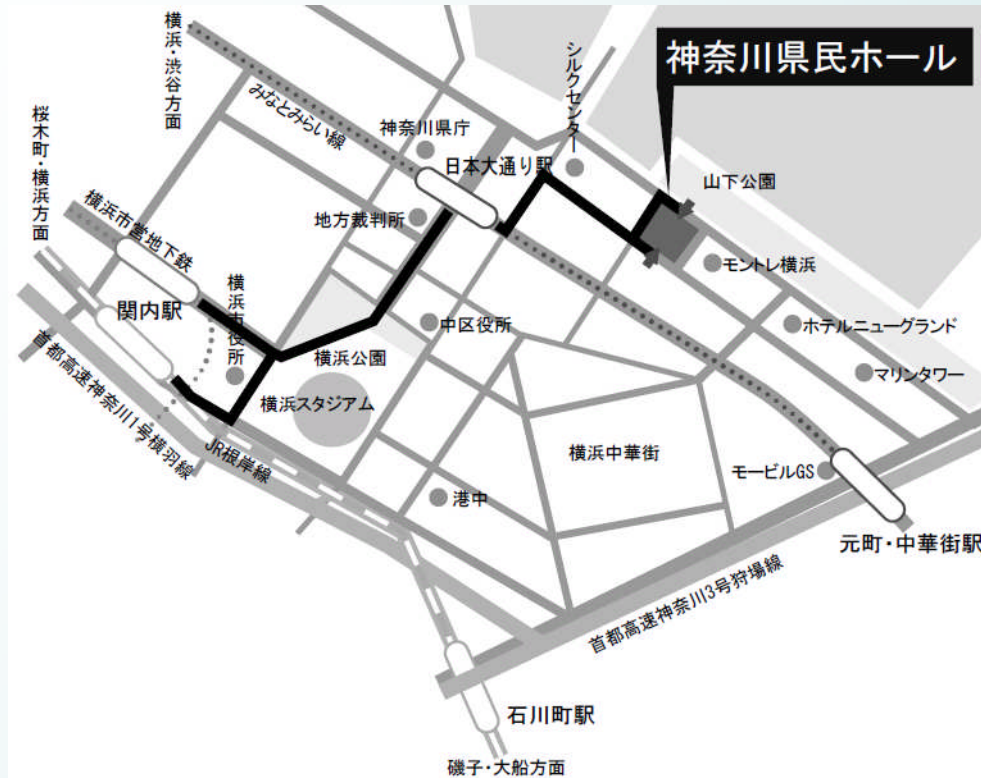 横浜・渋谷方面
みなとみらい線
神奈川県庁
シルクセンター
神奈川県民ホール
桜木町・横浜方面
日本大通り駅
山下公園
横浜市営地下鉄
地方裁判所
モントレ横浜
関内駅
横浜市役所
中区役所
ホテルニューグランド
横浜公園
マリンタワー
首都高速神奈川1号横羽線
横浜スタジアム
JR根岸線
横浜中華街
モービルGS
港中
元町・中華街駅
首都高速神奈川3号狩場線
石川町駅
磯子・大船方面